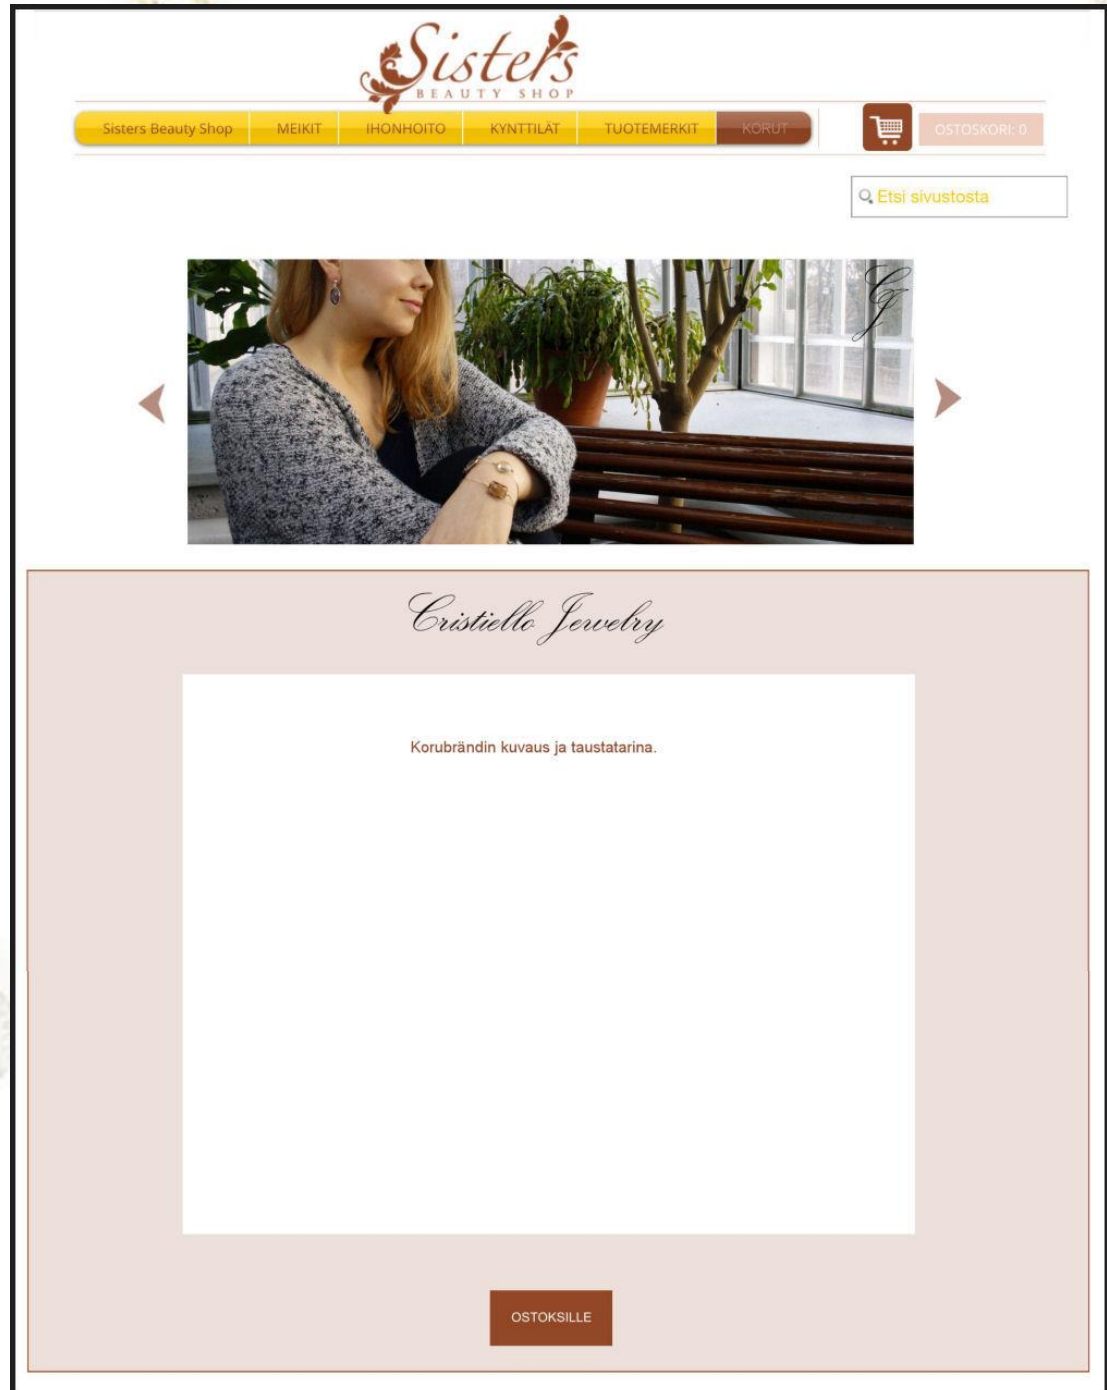 Sisters
BEAUTY SHOP
Sisters Beauty Shop MEIKIT IHONHOITO KYNTTILÄT TUOTEMERKIT KORUT OSTOSKORI: 0
Etsi sivustosta
CJ
Cristiello Jewelry
Korubrändin kuvaus ja taustatarina.
OSTOKSILLE